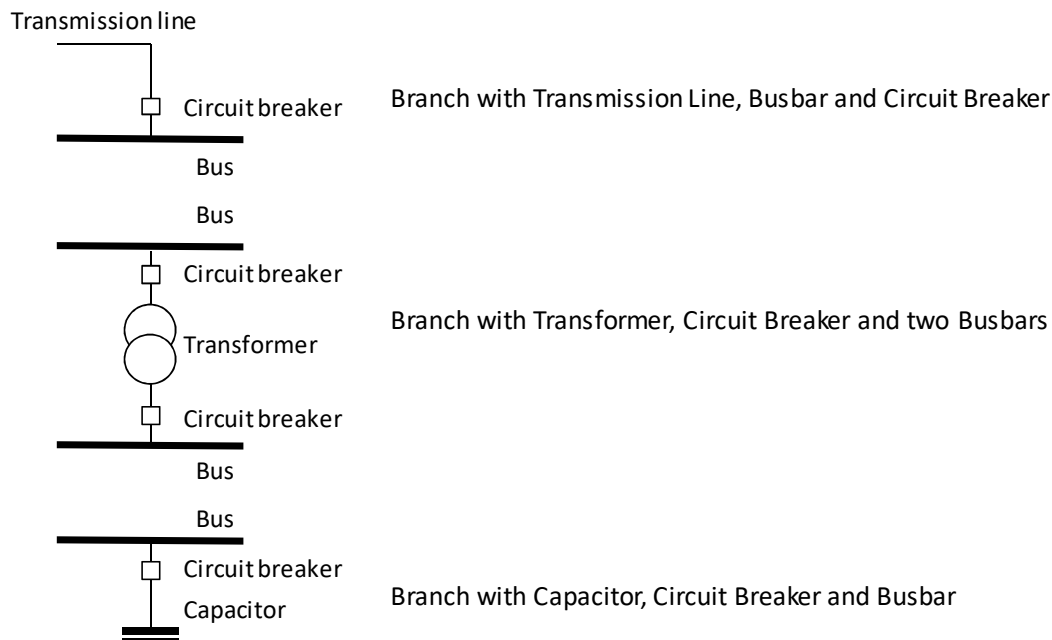 Transmission line
Circuit breaker
Branch with Transmission Line, Busbar and Circuit Breaker
Bus
Bus
Circuit breaker
Branch with Transformer, Circuit Breaker and two Busbars
Transformer
Circuit breaker
Bus
Bus
Circuit breaker
Branch with Capacitor, Circuit Breaker and Busbar
Capacitor